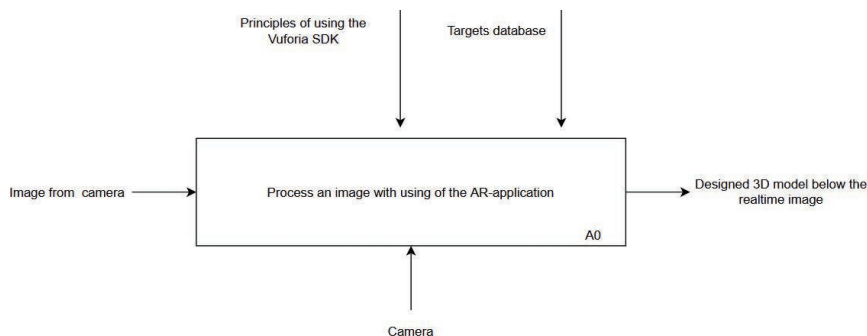 Principles of using the
Vuforia SDK
Targets database
Image from camera
Process an image with using of the AR-application
Designed 3D model below the
realtime image
A0
Camera